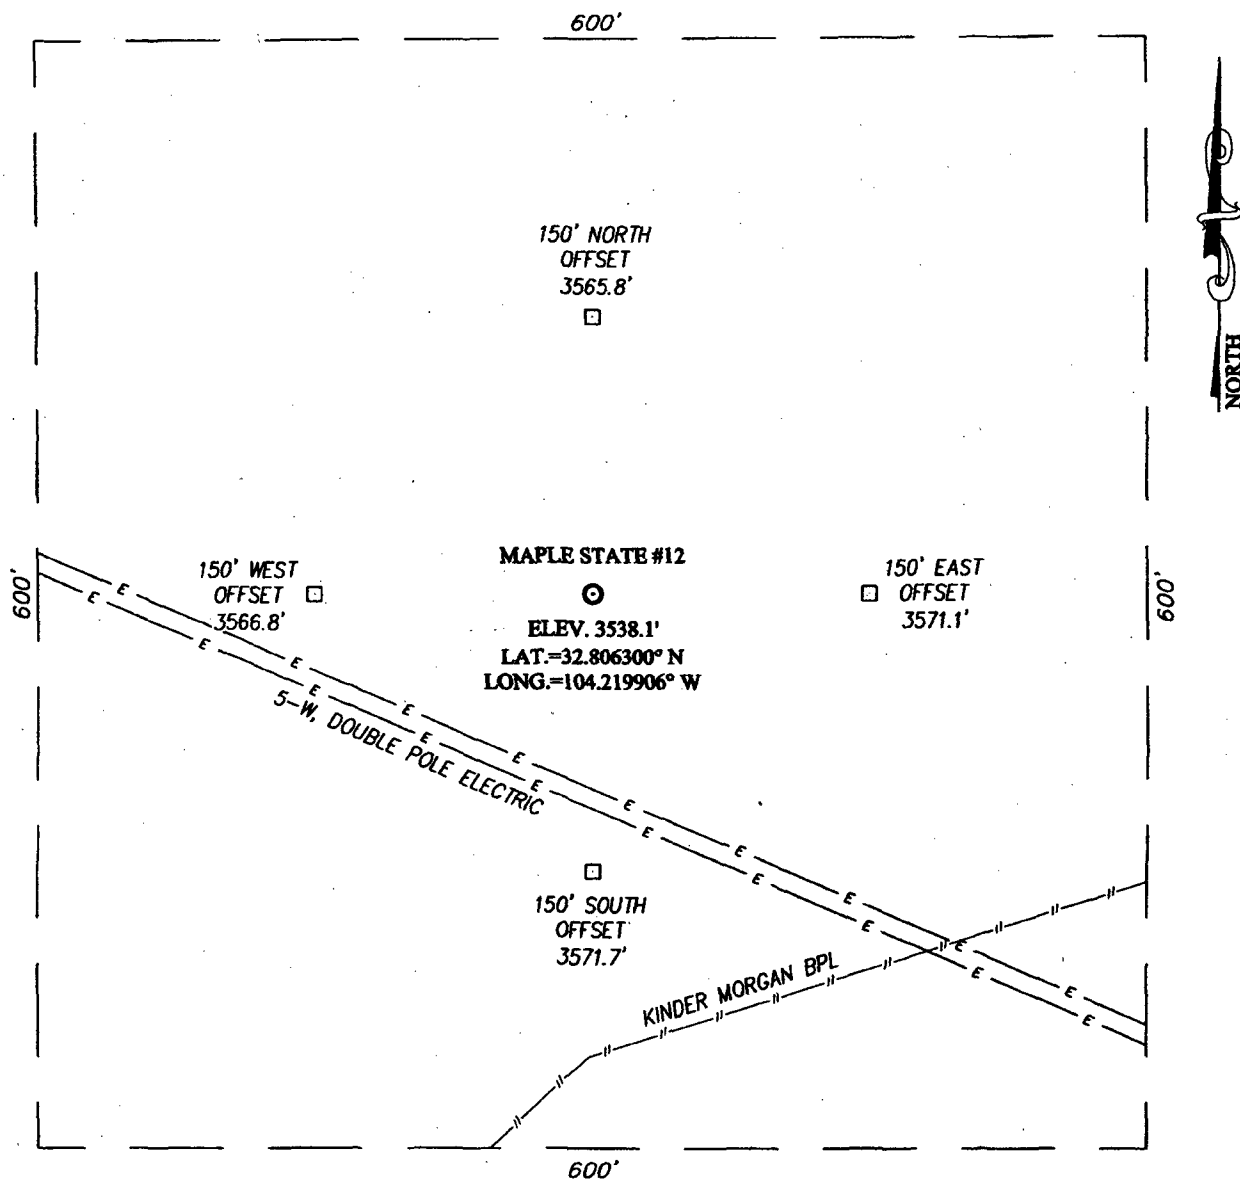 600'
150' NORTH
OFFSET
3565.8'
NORTH
600'
150' WEST
OFFSET
3566.8'
MAPLE STATE #12
ELEV. 3538.1'
LAT.=32.806300° N
LONG.=104.219906° W
150' EAST
OFFSET
3571.1'
600'
5-W, DOUBLE POLE ELECTRIC
E E E E E E E E E
E E E E E E E E E E
150' SOUTH
OFFSET
3571.7'
KINDER MORGAN BPL
600'